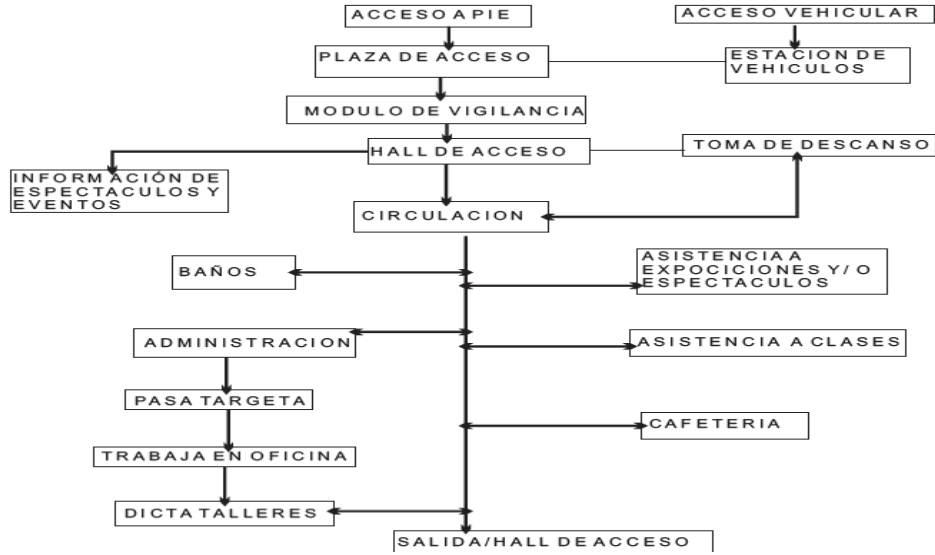 ACCESO A PIE
ACCESO VEHICULAR
PLAZA DE ACCESO
ESTACION DE
VEHICULOS
MODULO DE VIGILANCIA
HALL DE ACCESO
TOMA DE DESCANSO
INFORMACIÓN DE
ESPECTACULOS Y
EVENTOS
CIRCULACION
BAÑOS
ASISTENCIA A
EXPOCICIONES Y/O
ESPECTACULOS
ADMINISTRACION
ASISTENCIA A CLASES
PASA TARGETA
CAFETERIA
TRABAJA EN OFICINA
DICTA TALLERES
SALIDA/HALL DE ACCESO